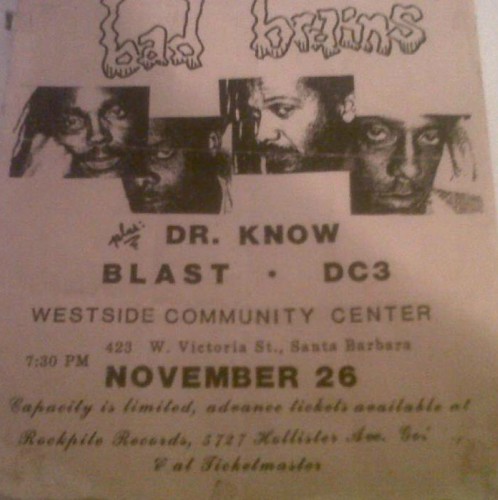 bad brains
plus:
DR. KNOW
BLAST • DC3
WESTSIDE COMMUNITY CENTER
423 W. Victoria St., Santa Barbara
7:30 PM
NOVEMBER 26
Capacity is limited, advance tickets available at
Rockpile Records, 5727 Hollister Ave.
at Ticketmaster